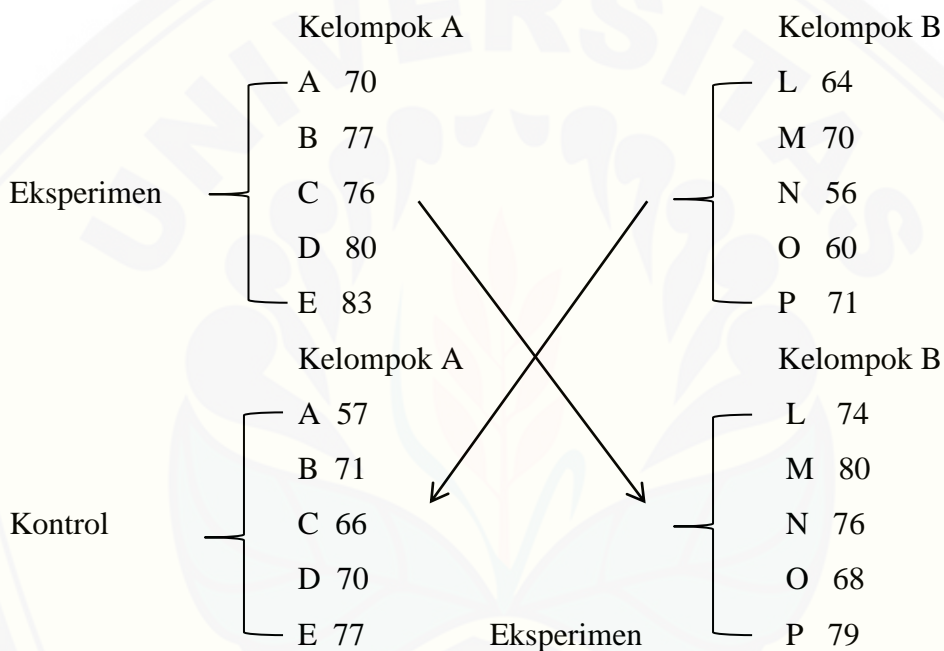 Kelompok A Kelompok B
A 70 L 64
B 77 M 70
Eksperimen C 76 N 56
D 80 O 60
E 83 P 71
Kelompok A Kelompok B
A 57 L 74
B 71 M 80
Kontrol C 66 N 76
D 70 O 68
E 77 Eksperimen P 79
UNIVERSITAS